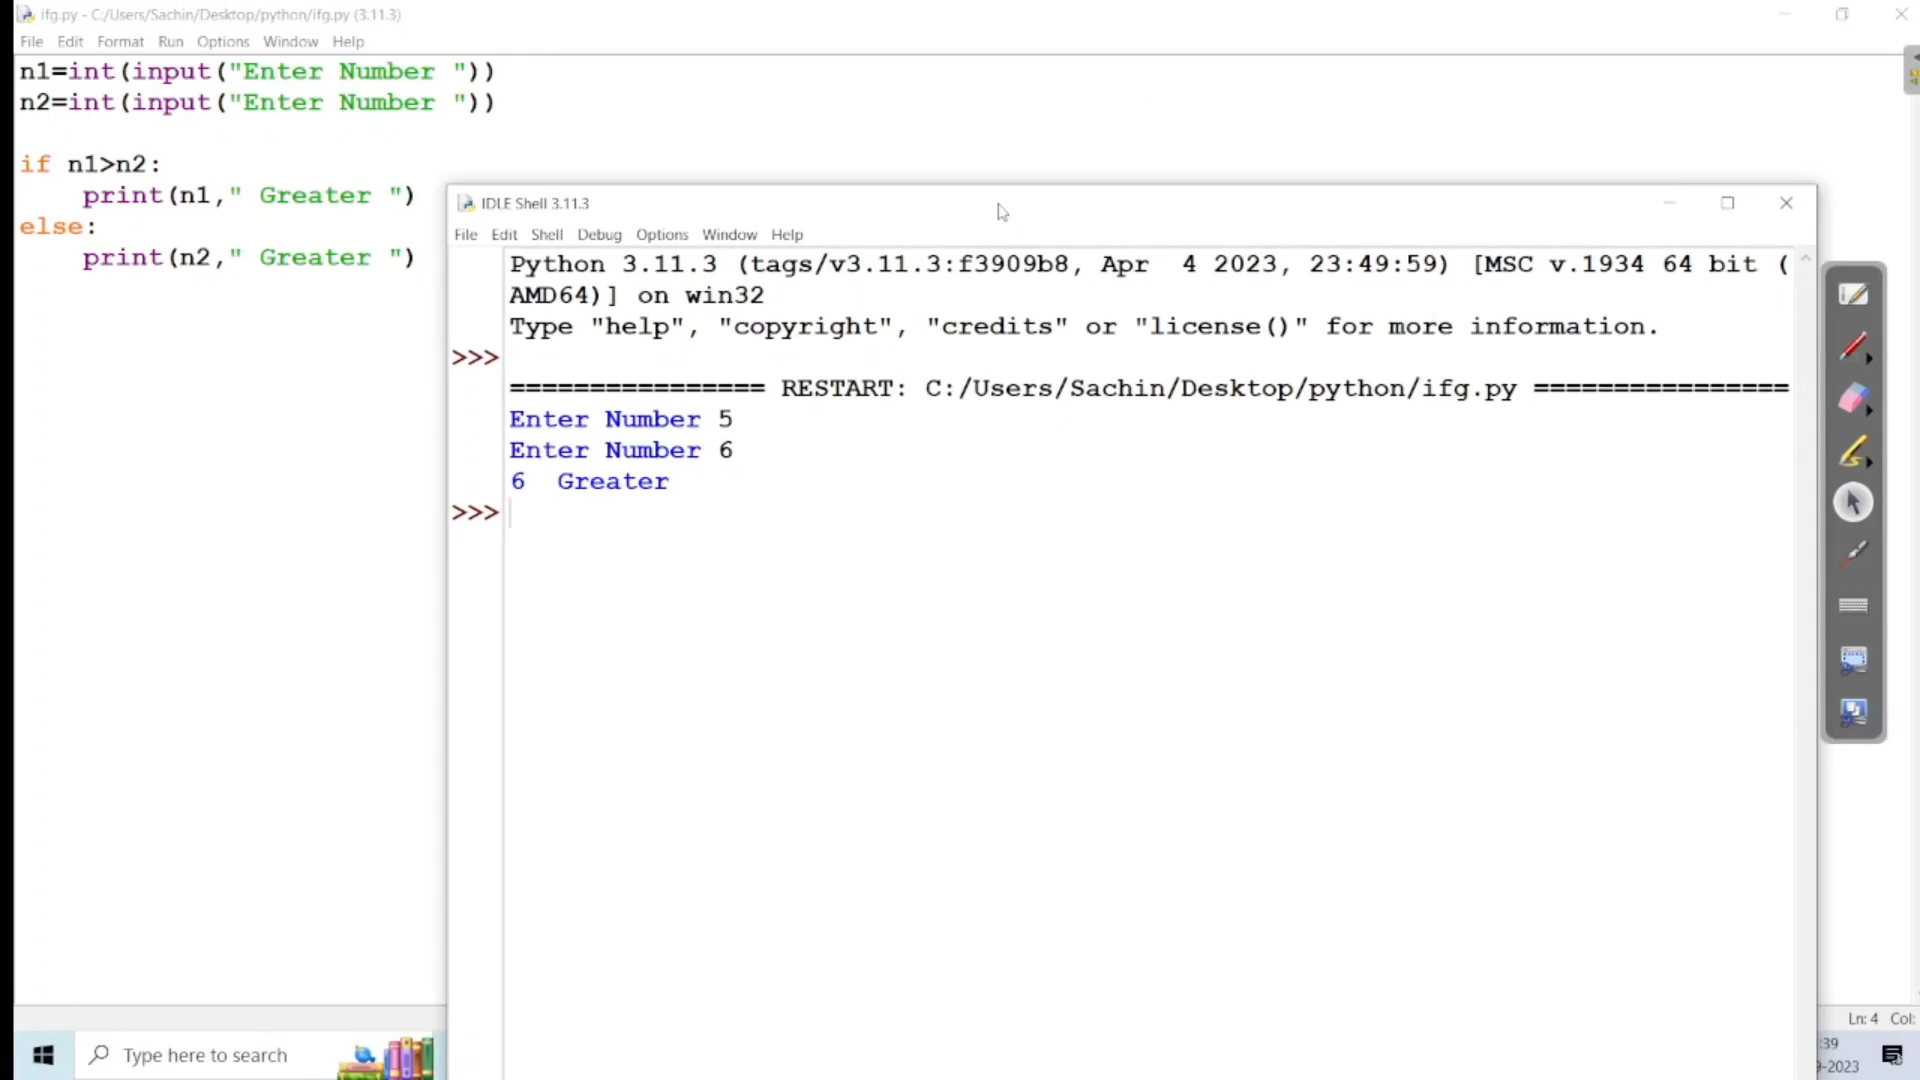 ifg.py - C:/Users/Sachin/Desktop/python/ifg.py (3.11.3)
File Edit Format Run Options Window Help
n1=int(input("Enter Number "))
n2=int(input("Enter Number "))
if n1>n2:
    print(n1," Greater ")
else:
    print(n2," Greater ")
IDLE Shell 3.11.3
File Edit Shell Debug Options Window Help
Python 3.11.3 (tags/v3.11.3:f3909b8, Apr  4 2023, 23:49:59) [MSC v.1934 64 bit (
AMD64)] on win32
Type "help", "copyright", "credits" or "license()" for more information.
>>>
================ RESTART: C:/Users/Sachin/Desktop/python/ifg.py ================
Enter Number 5
Enter Number 6
6  Greater
>>>
Ln: 4 Col:
Type here to search
:39
-2023